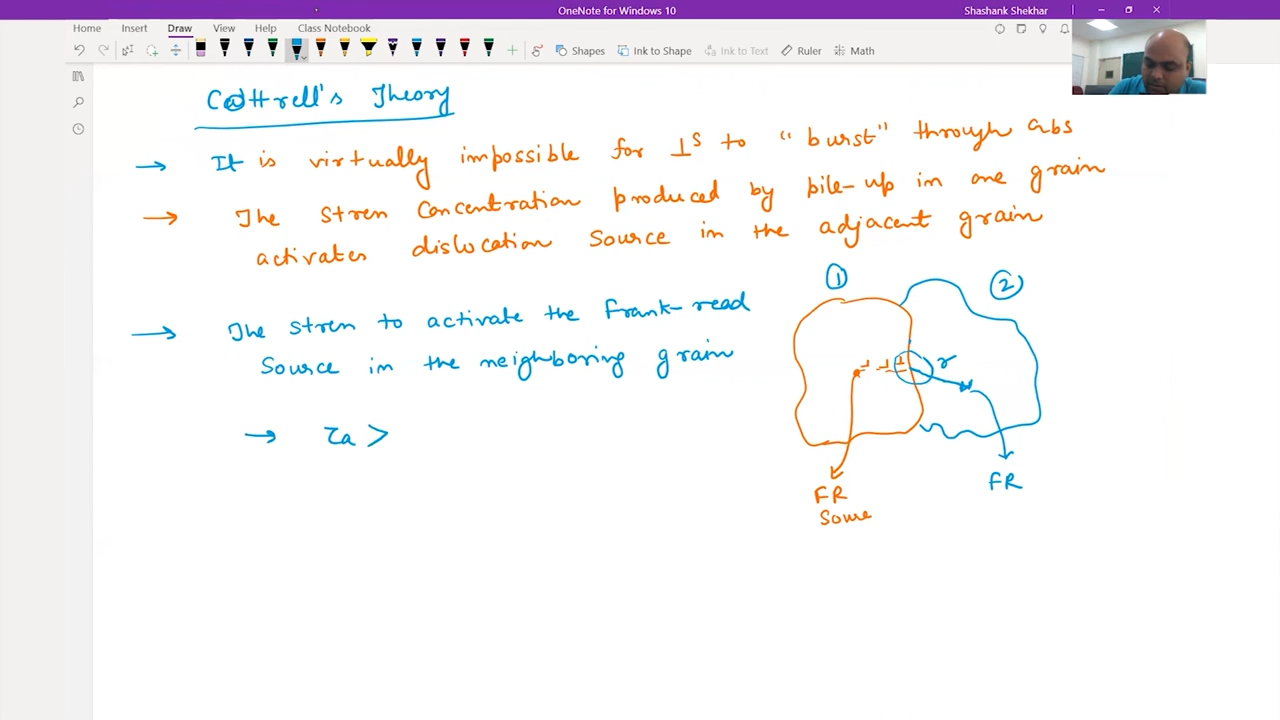 OneNote for Windows 10
Shashank Shekhar
Home Insert Draw View Help Class Notebook
Shapes Ink to Shape Ink to Text Ruler Math
Cottrell's Theory
→ It is virtually impossible for ⊥s to "burst" through gbs
→ The stress concentration produced by pile-up in one grain
activates dislocation source in the adjacent grain
→ The stress to activate the Frank-read
source in the neighboring grain
→ τa >
1
2
r
FR
Source
FR